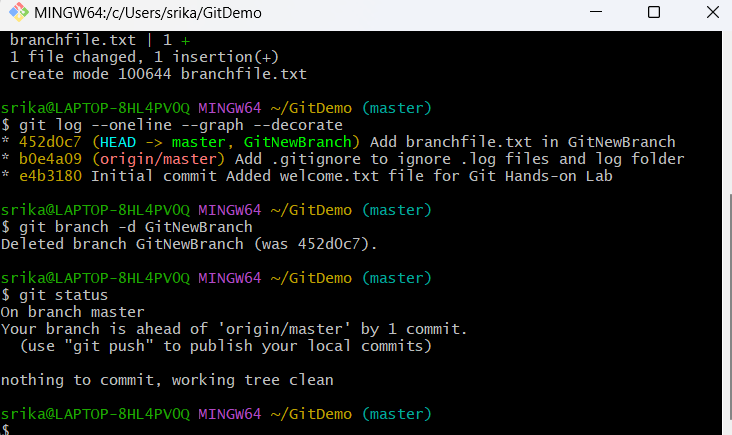 MINGW64:/c/Users/srika/GitDemo
branchfile.txt | 1 +
1 file changed, 1 insertion(+)
create mode 100644 branchfile.txt
srika@LAPTOP-8HL4PV0Q MINGW64 ~/GitDemo (master)
$ git log --oneline --graph --decorate
* 452d0c7 (HEAD -> master, GitNewBranch) Add branchfile.txt in GitNewBranch
* b0e4a09 (origin/master) Add .gitignore to ignore .log files and log folder
* e4b3180 Initial commit Added welcome.txt file for Git Hands-on Lab
srika@LAPTOP-8HL4PV0Q MINGW64 ~/GitDemo (master)
$ git branch -d GitNewBranch
Deleted branch GitNewBranch (was 452d0c7).
srika@LAPTOP-8HL4PV0Q MINGW64 ~/GitDemo (master)
$ git status
On branch master
Your branch is ahead of 'origin/master' by 1 commit.
(use "git push" to publish your local commits)
nothing to commit, working tree clean
srika@LAPTOP-8HL4PV0Q MINGW64 ~/GitDemo (master)
$